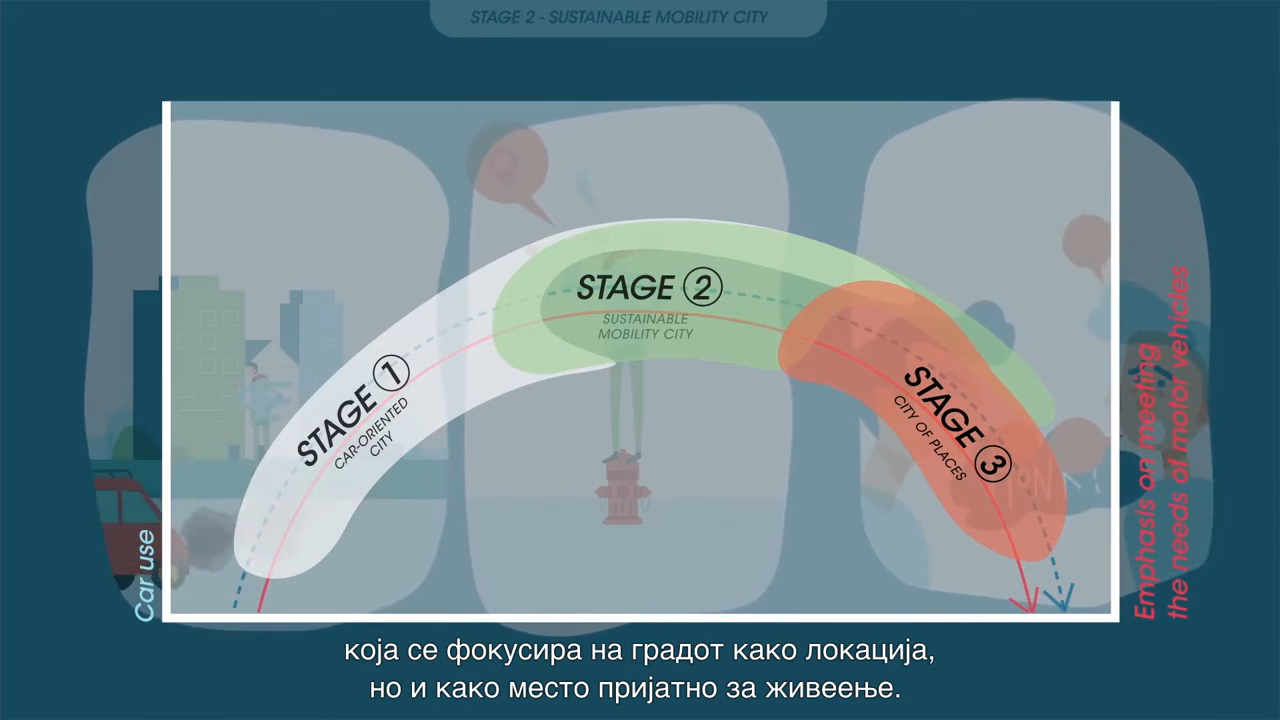 STAGE 2 - SUSTAINABLE MOBILITY CITY
STAGE 1
CAR-ORIENTED
CITY
STAGE 2
SUSTAINABLE
MOBILITY CITY
STAGE 3
CITY OF PLACES
Car use
Emphasis on meeting
the needs of motor vehicles
која се фокусира на градот како локација,
но и како место пријатно за живеење.